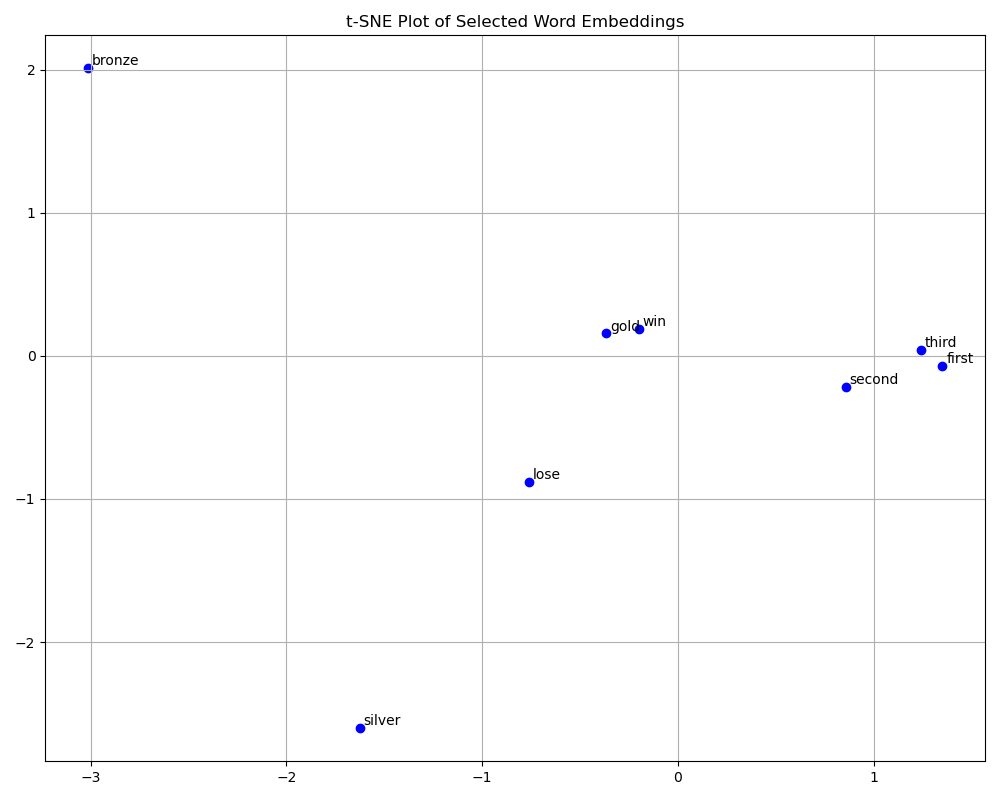 t-SNE Plot of Selected Word Embeddings
bronze
2
1
gold
win
third
first
0
second
lose
−1
−2
silver
−3
−2
−1
0
1